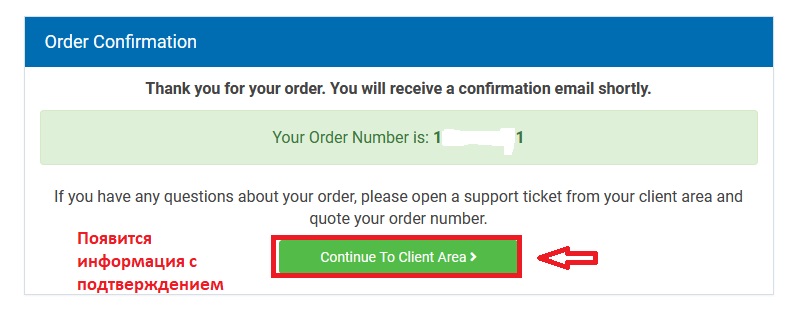 Order Confirmation
Thank you for your order. You will receive a confirmation email shortly.
Your Order Number is: 1 1
If you have any questions about your order, please open a support ticket from your client area and
quote your order number.
Появится
информация с
подтверждением
Continue To Client Area